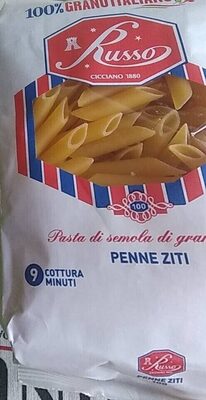 100% GRANO ITALIANO
Russo
CICCIANO 1880
100
Pasta di semola di gran
PENNE ZITI
9 COTTURA
MINUTI
Russo
PENNE ZITI